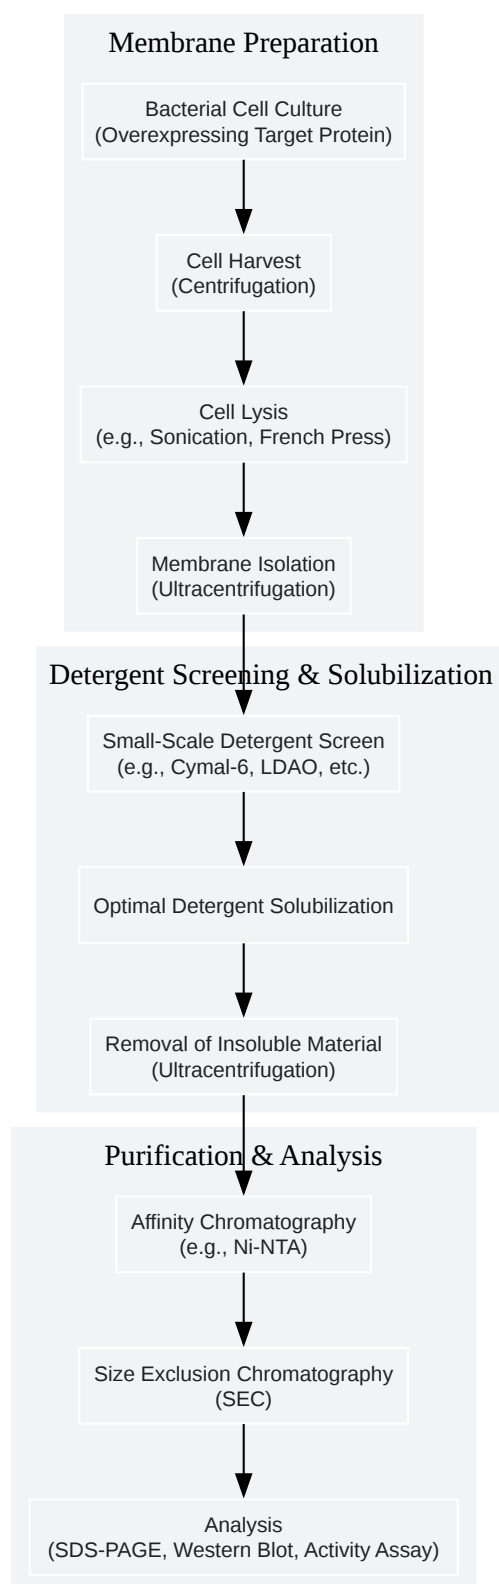 Membrane Preparation
Bacterial Cell Culture
(Overexpressing Target Protein)
Cell Harvest
(Centrifugation)
Cell Lysis
(e.g., Sonication, French Press)
Membrane Isolation
(Ultracentrifugation)
Detergent Screening & Solubilization
Small-Scale Detergent Screen
(e.g., Cymal-6, LDAO, etc.)
Optimal Detergent Solubilization
Removal of Insoluble Material
(Ultracentrifugation)
Purification & Analysis
Affinity Chromatography
(e.g., Ni-NTA)
Size Exclusion Chromatography
(SEC)
Analysis
(SDS-PAGE, Western Blot, Activity Assay)